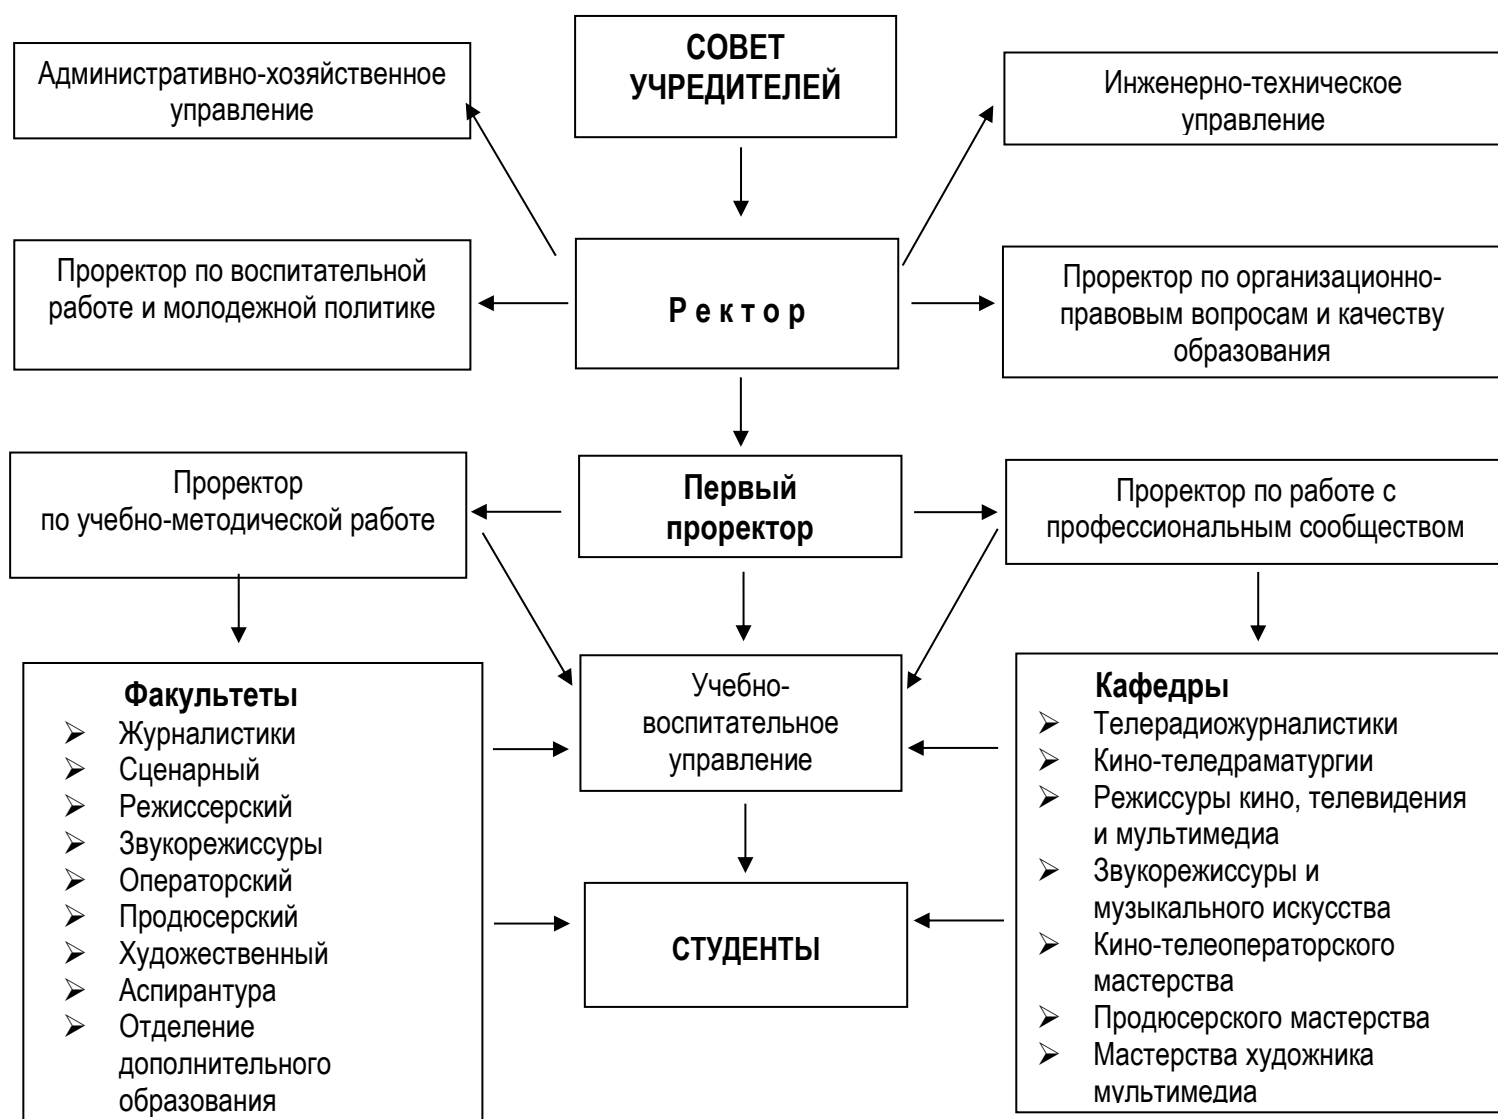 СОВЕТ
УЧРЕДИТЕЛЕЙ
Административно-хозяйственное
управление
Инженерно-техническое
управление
Проректор по воспитательной
работе и молодежной политике
Ректор
Проректор по организационно-
правовым вопросам и качеству
образования
Проректор
по учебно-методической работе
Первый
проректор
Проректор по работе с
профессиональным сообществом
Факультеты
Журналистики
Сценарный
Режиссерский
Звукорежиссуры
Операторский
Продюсерский
Художественный
Аспирантура
Отделение
дополнительного
образования
Учебно-
воспитательное
управление
СТУДЕНТЫ
Кафедры
Телерадиожурналистики
Кино-теледраматургии
Режиссуры кино, телевидения
и мультимедиа
Звукорежиссуры и
музыкального искусства
Кино-телеоператорского
мастерства
Продюсерского мастерства
Мастерства художника
мультимедиа